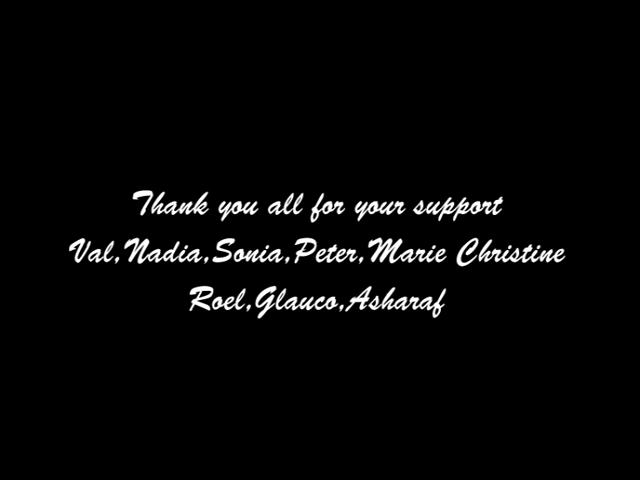 Thank you all for your support
Val,Nadia,Sonia,Peter,Marie Christine
Roel,Glauco,Asharaf